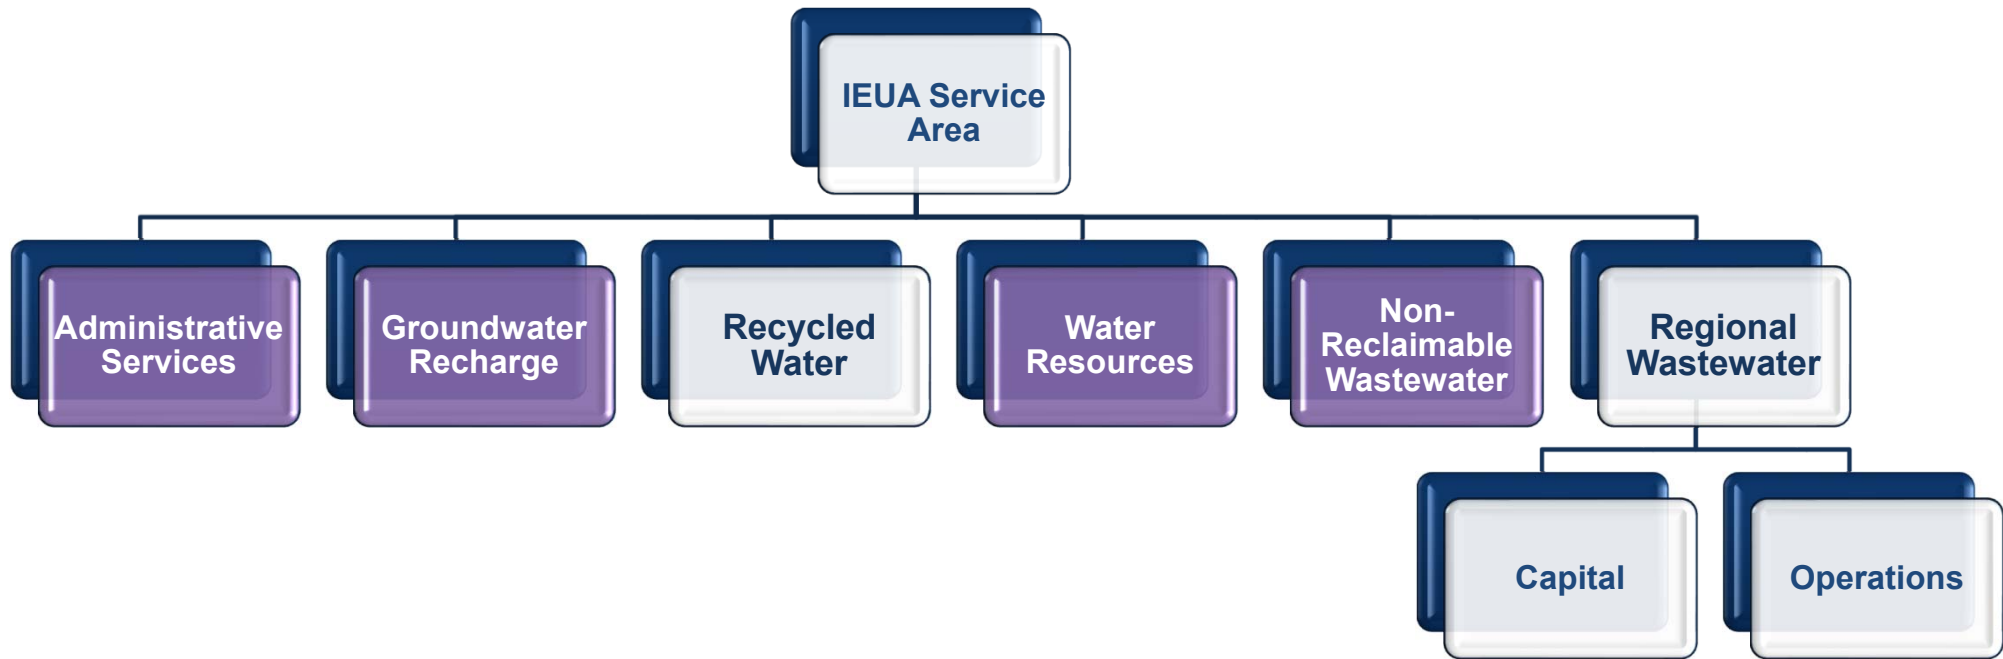 IEUA Service
Area
Administrative
Services
Groundwater
Recharge
Recycled
Water
Water
Resources
Non-
Reclaimable
Wastewater
Regional
Wastewater
Capital
Operations